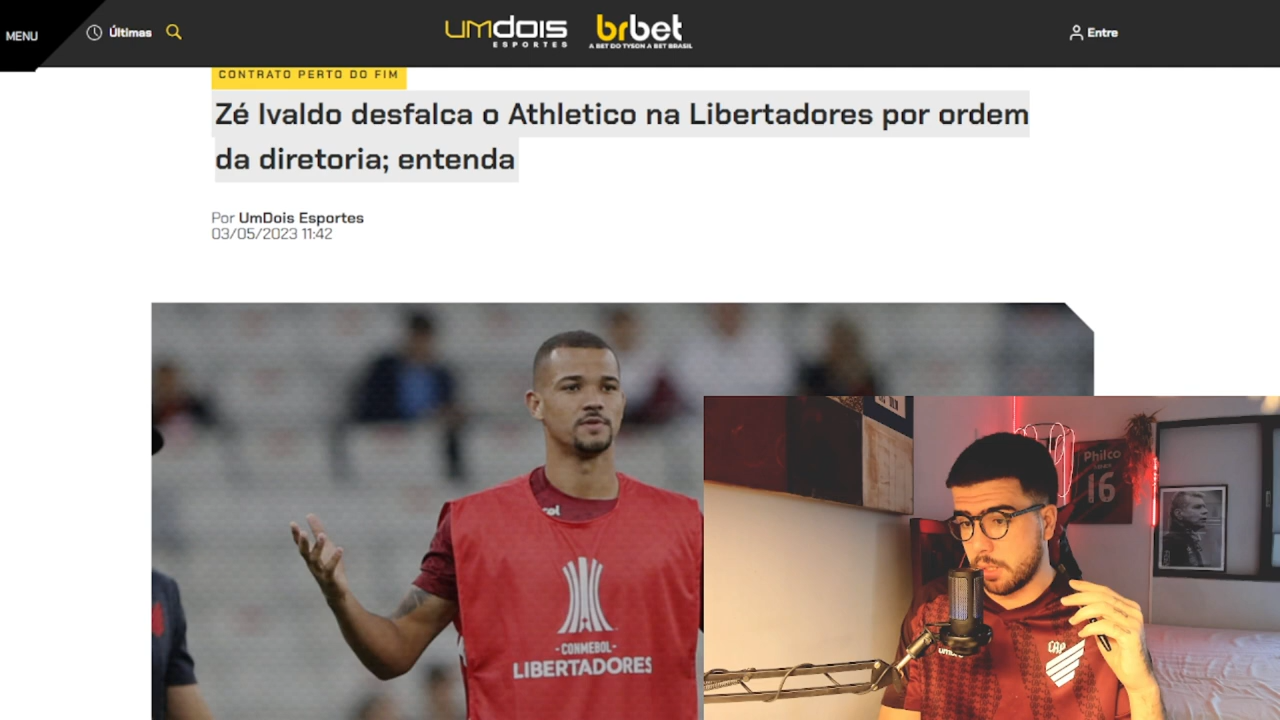 MENU
Últimas
umdois
ESPORTES
brbet
A BET DO TYSON A BET BRASIL
Entre
CONTRATO PERTO DO FIM
Zé Ivaldo desfalca o Athletico na Libertadores por ordem
da diretoria; entenda
Por UmDois Esportes
03/05/2023 11:42
-CONMEBOL-
LIBERTADORES
Philco
16
CAP